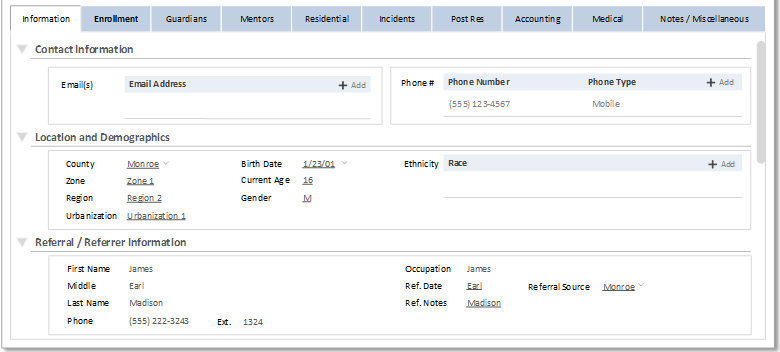 Information Enrollment Guardians Mentors Residential Incidents Post Res Accounting Medical Notes / Miscellaneous
Contact Information
Email(s) Email Address + Add
Phone # Phone Number Phone Type + Add
(555) 123-4567 Mobile
Location and Demographics
County Monroe Birth Date 1/23/01 Ethnicity Race + Add
Zone Zone 1 Current Age 16
Region Region 2 Gender M
Urbanization Urbanization 1
Referral / Referrer Information
First Name James Occupation James
Middle Earl Ref. Date Earl Referral Source Monroe
Last Name Madison Ref. Notes Madison
Phone (555) 222-3243 Ext. 1324